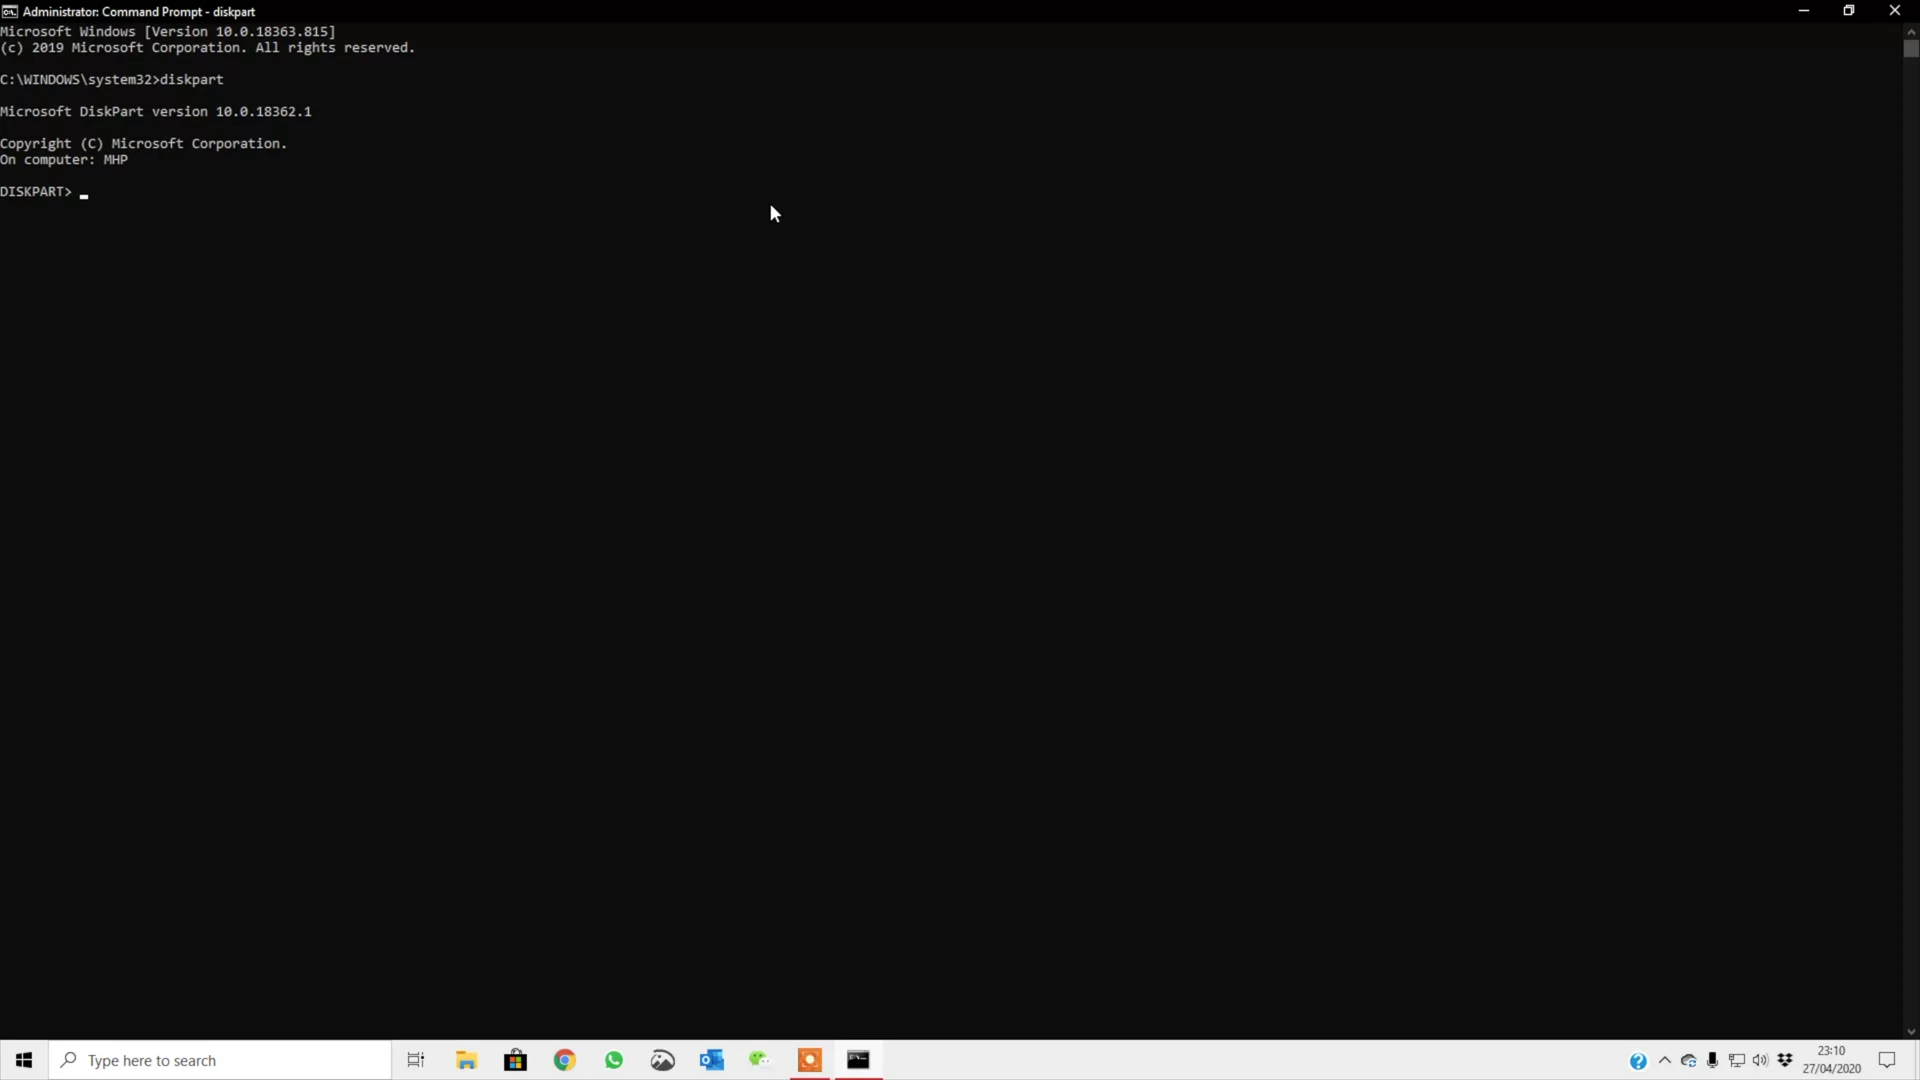 Administrator: Command Prompt - diskpart
Microsoft Windows [Version 10.0.18363.815]
(c) 2019 Microsoft Corporation. All rights reserved.
C:\WINDOWS\system32>diskpart
Microsoft DiskPart version 10.0.18362.1
Copyright (C) Microsoft Corporation.
On computer: MHP
DISKPART>
Type here to search
23:10
27/04/2020